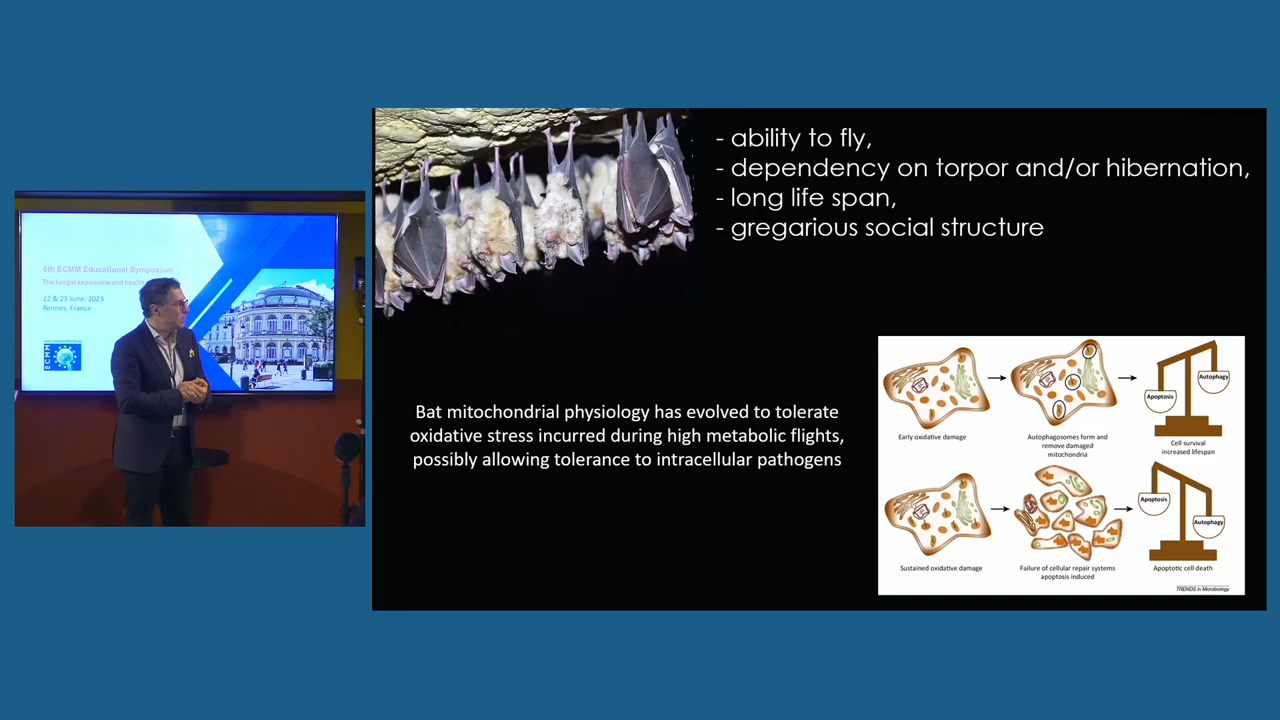 6th ECMM Educational Symposium
The fungal exposome and health
22 & 23 June, 2023
Rennes, France
ECMM
- ability to fly,
- dependency on torpor and/or hibernation,
- long life span,
- gregarious social structure
Bat mitochondrial physiology has evolved to tolerate
oxidative stress incurred during high metabolic flights,
possibly allowing tolerance to intracellular pathogens
Early oxidative damage
Autophagosomes form and
remove damaged
mitochondria
Apoptosis
Autophagy
Cell survival
increased lifespan
Sustained oxidative damage
Failure of cellular repair systems
apoptosis induced
Apoptosis
Autophagy
Apoptotic cell death
TRENDS in Microbiology